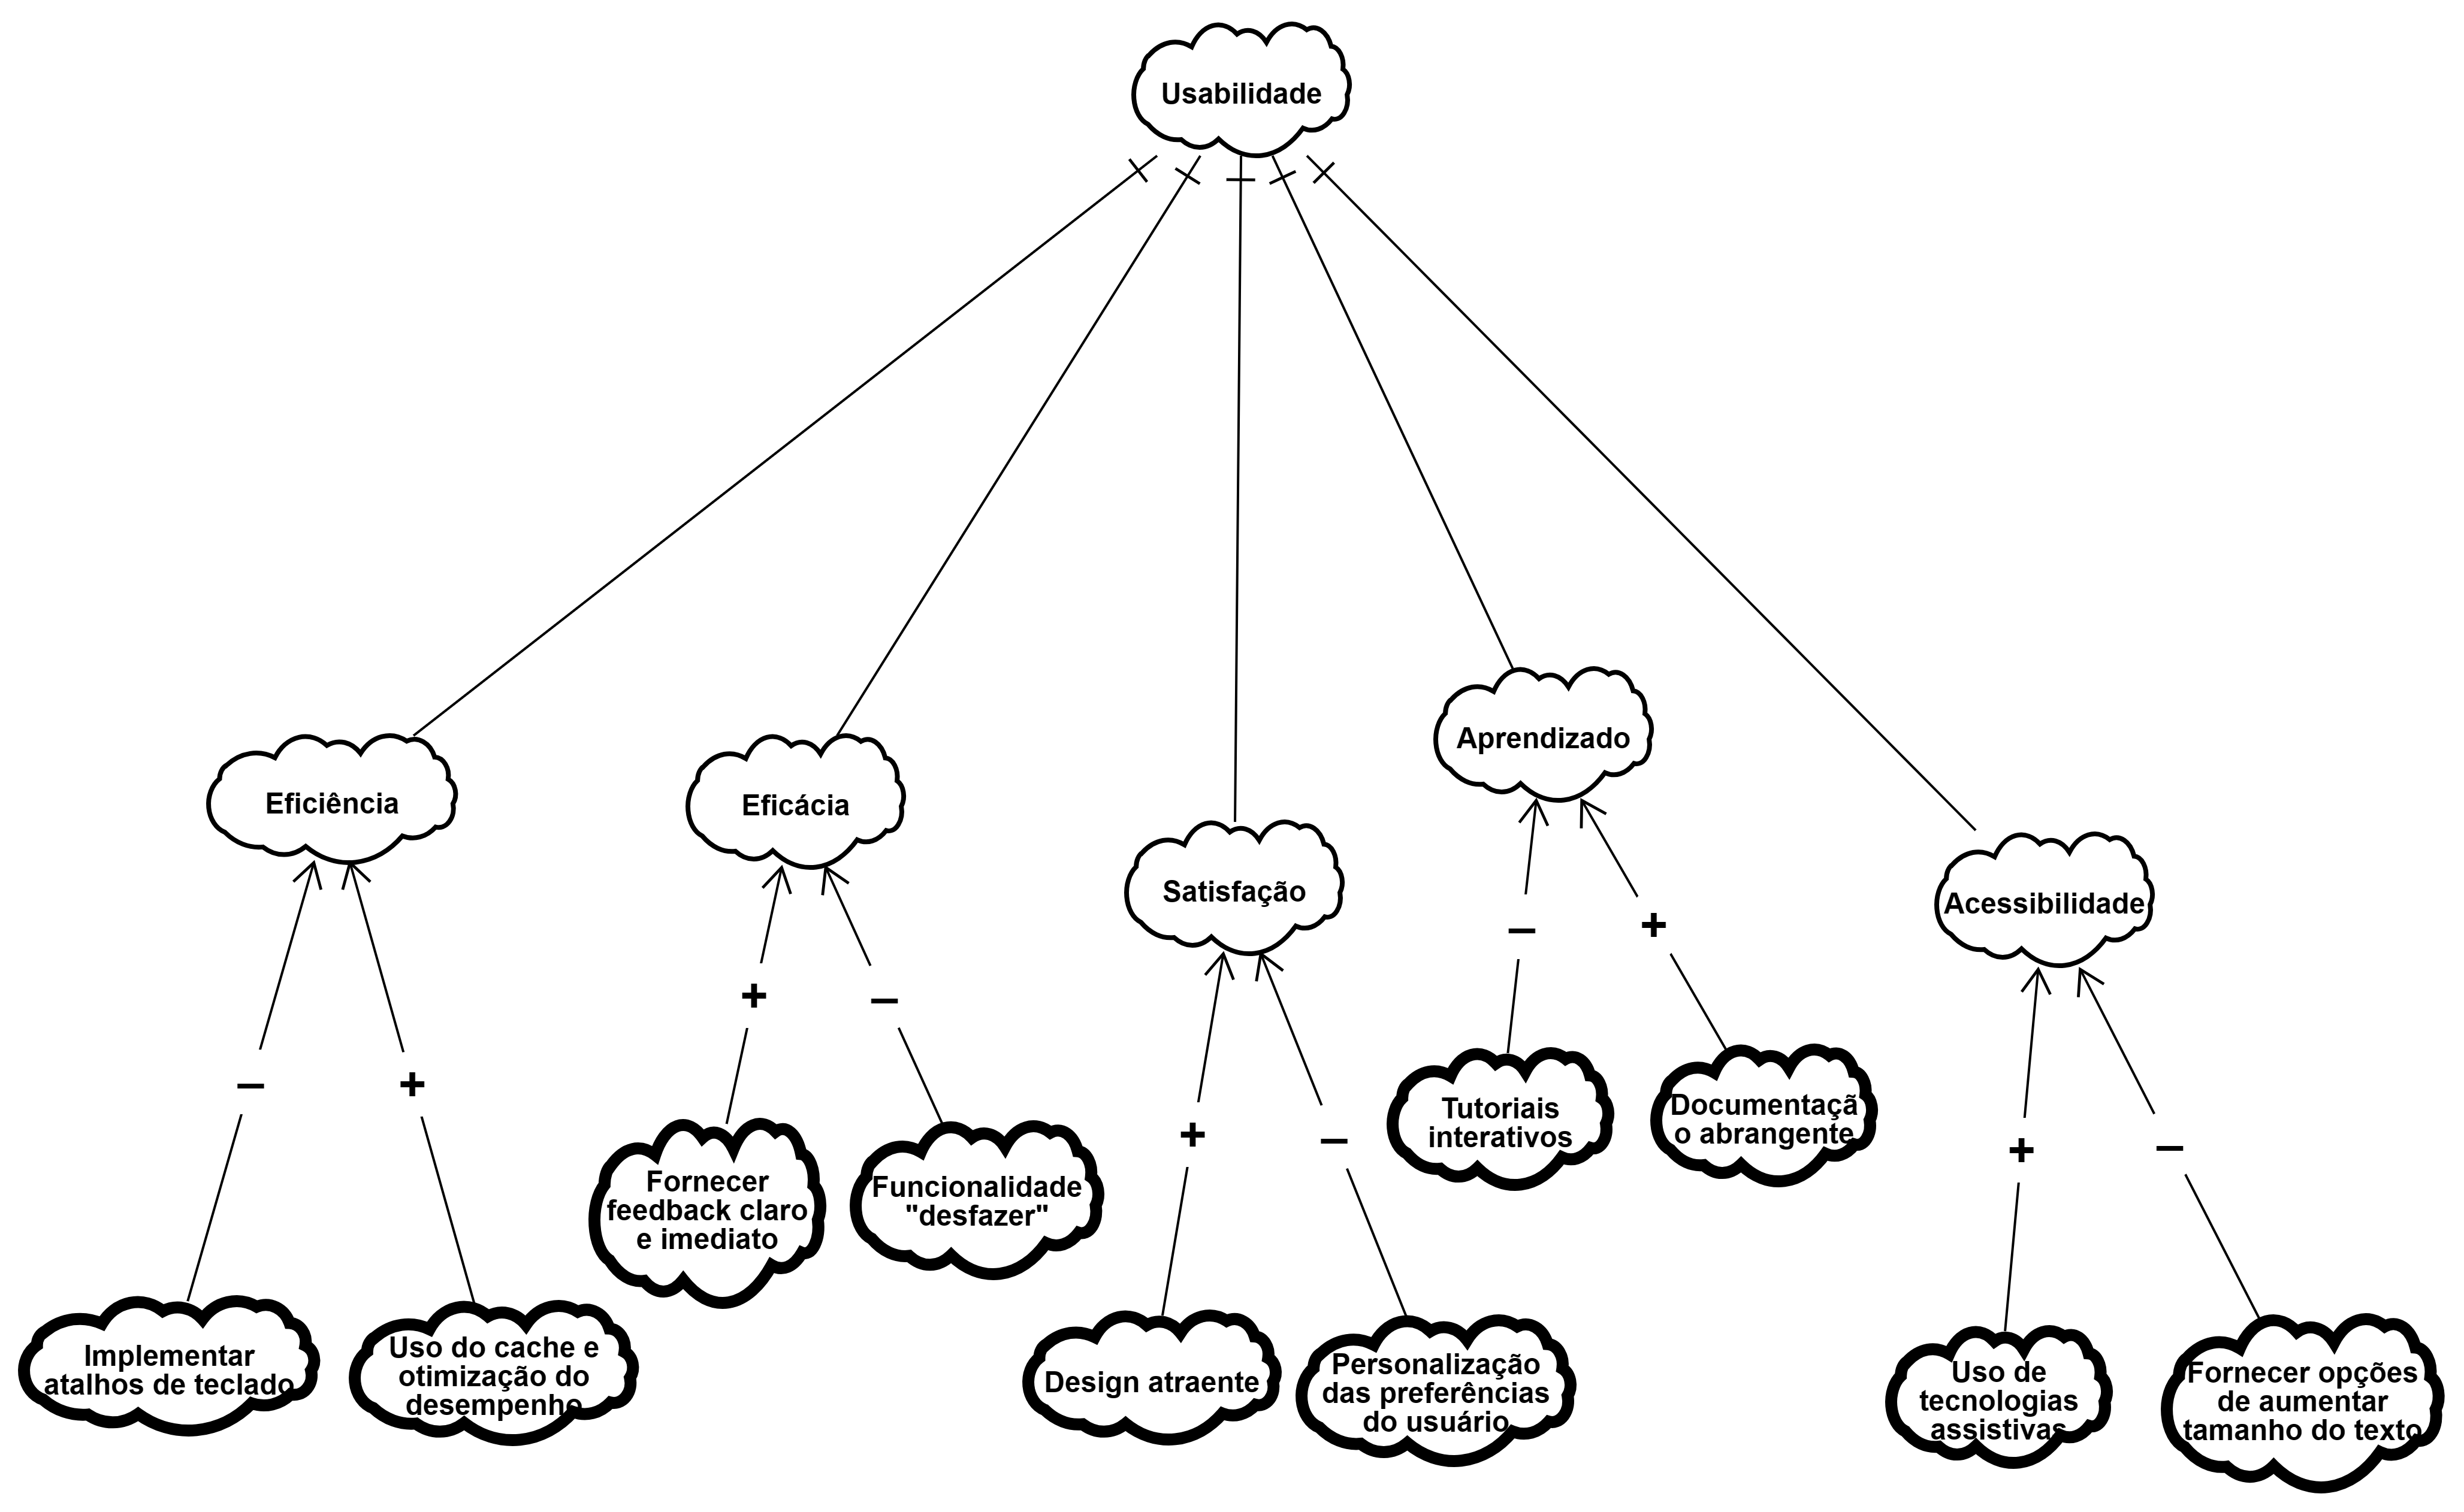 Usabilidade
Eficiência
Eficácia
Satisfação
Aprendizado
Acessibilidade
–
+
+
–
+
–
–
+
+
–
Implementar
atalhos de teclado
Uso do cache e
otimização do
desempenho
Fornecer
feedback claro
e imediato
Funcionalidade
"desfazer"
Design atraente
Personalização
das preferências
do usuário
Tutoriais
interativos
Documentaçã
o abrangente
Uso de
tecnologias
assistivas
Fornecer opções
de aumentar
tamanho do texto